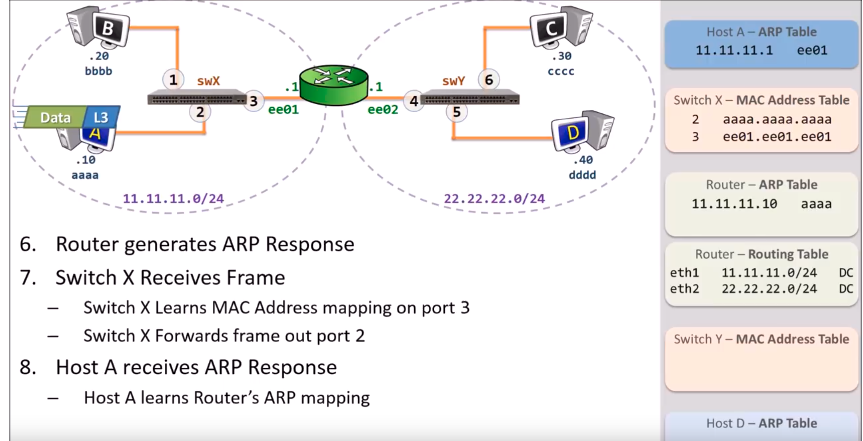 B
.20
bbbb
1
swX
2
3
.1
ee01
Data L3
A
.10
aaaa
11.11.11.0/24
.1
ee02
4
swY
6
5
C
.30
cccc
D
.40
dddd
22.22.22.0/24
6. Router generates ARP Response
7. Switch X Receives Frame
– Switch X Learns MAC Address mapping on port 3
– Switch X Forwards frame out port 2
8. Host A receives ARP Response
– Host A learns Router's ARP mapping
Host A – ARP Table
11.11.11.1 ee01
Switch X – MAC Address Table
2 aaaa.aaaa.aaaa
3 ee01.ee01.ee01
Router – ARP Table
11.11.11.10 aaaa
Router – Routing Table
eth1 11.11.11.0/24 DC
eth2 22.22.22.0/24 DC
Switch Y – MAC Address Table
Host D – ARP Table